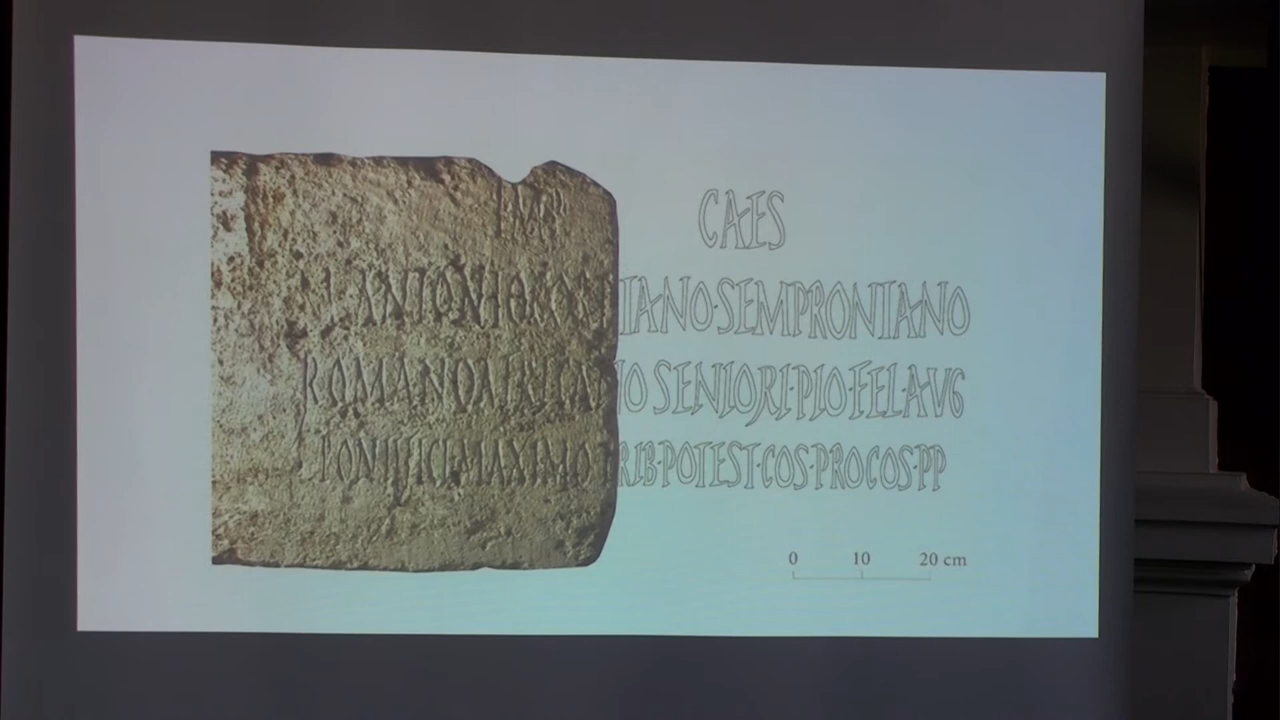 IMP CAES
M ANTONIO GORDIANO·SEMPRONIANO
ROMANO AFRICANO SENIORI·PIO·FEL·AVG
PONTIFICI·MAXIMO TRIB·POTEST·COS·PROCOS·PP
0 10 20 cm